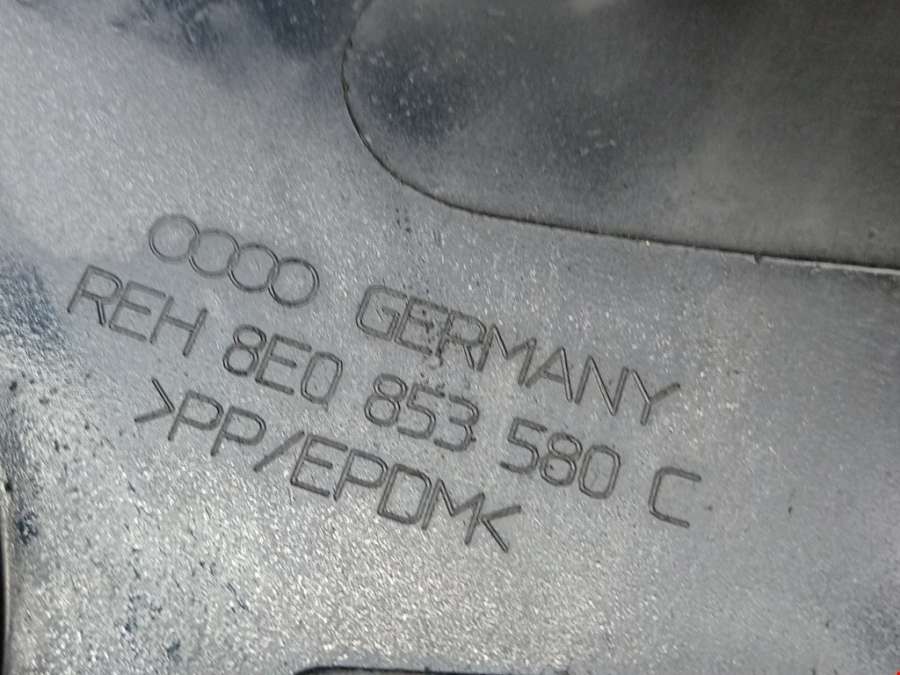 GERMANY
REH 8E0 853 580 C
>PP/EPDM<